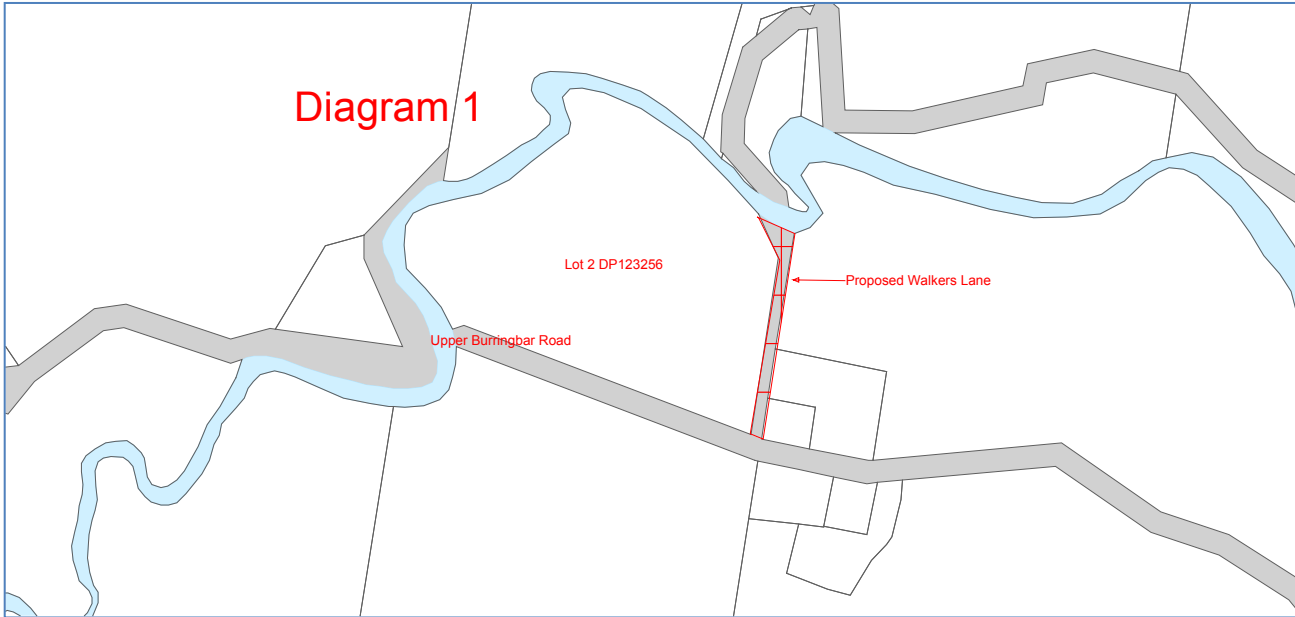 Diagram 1
Lot 2 DP123256
Proposed Walkers Lane
Upper Burringbar Road